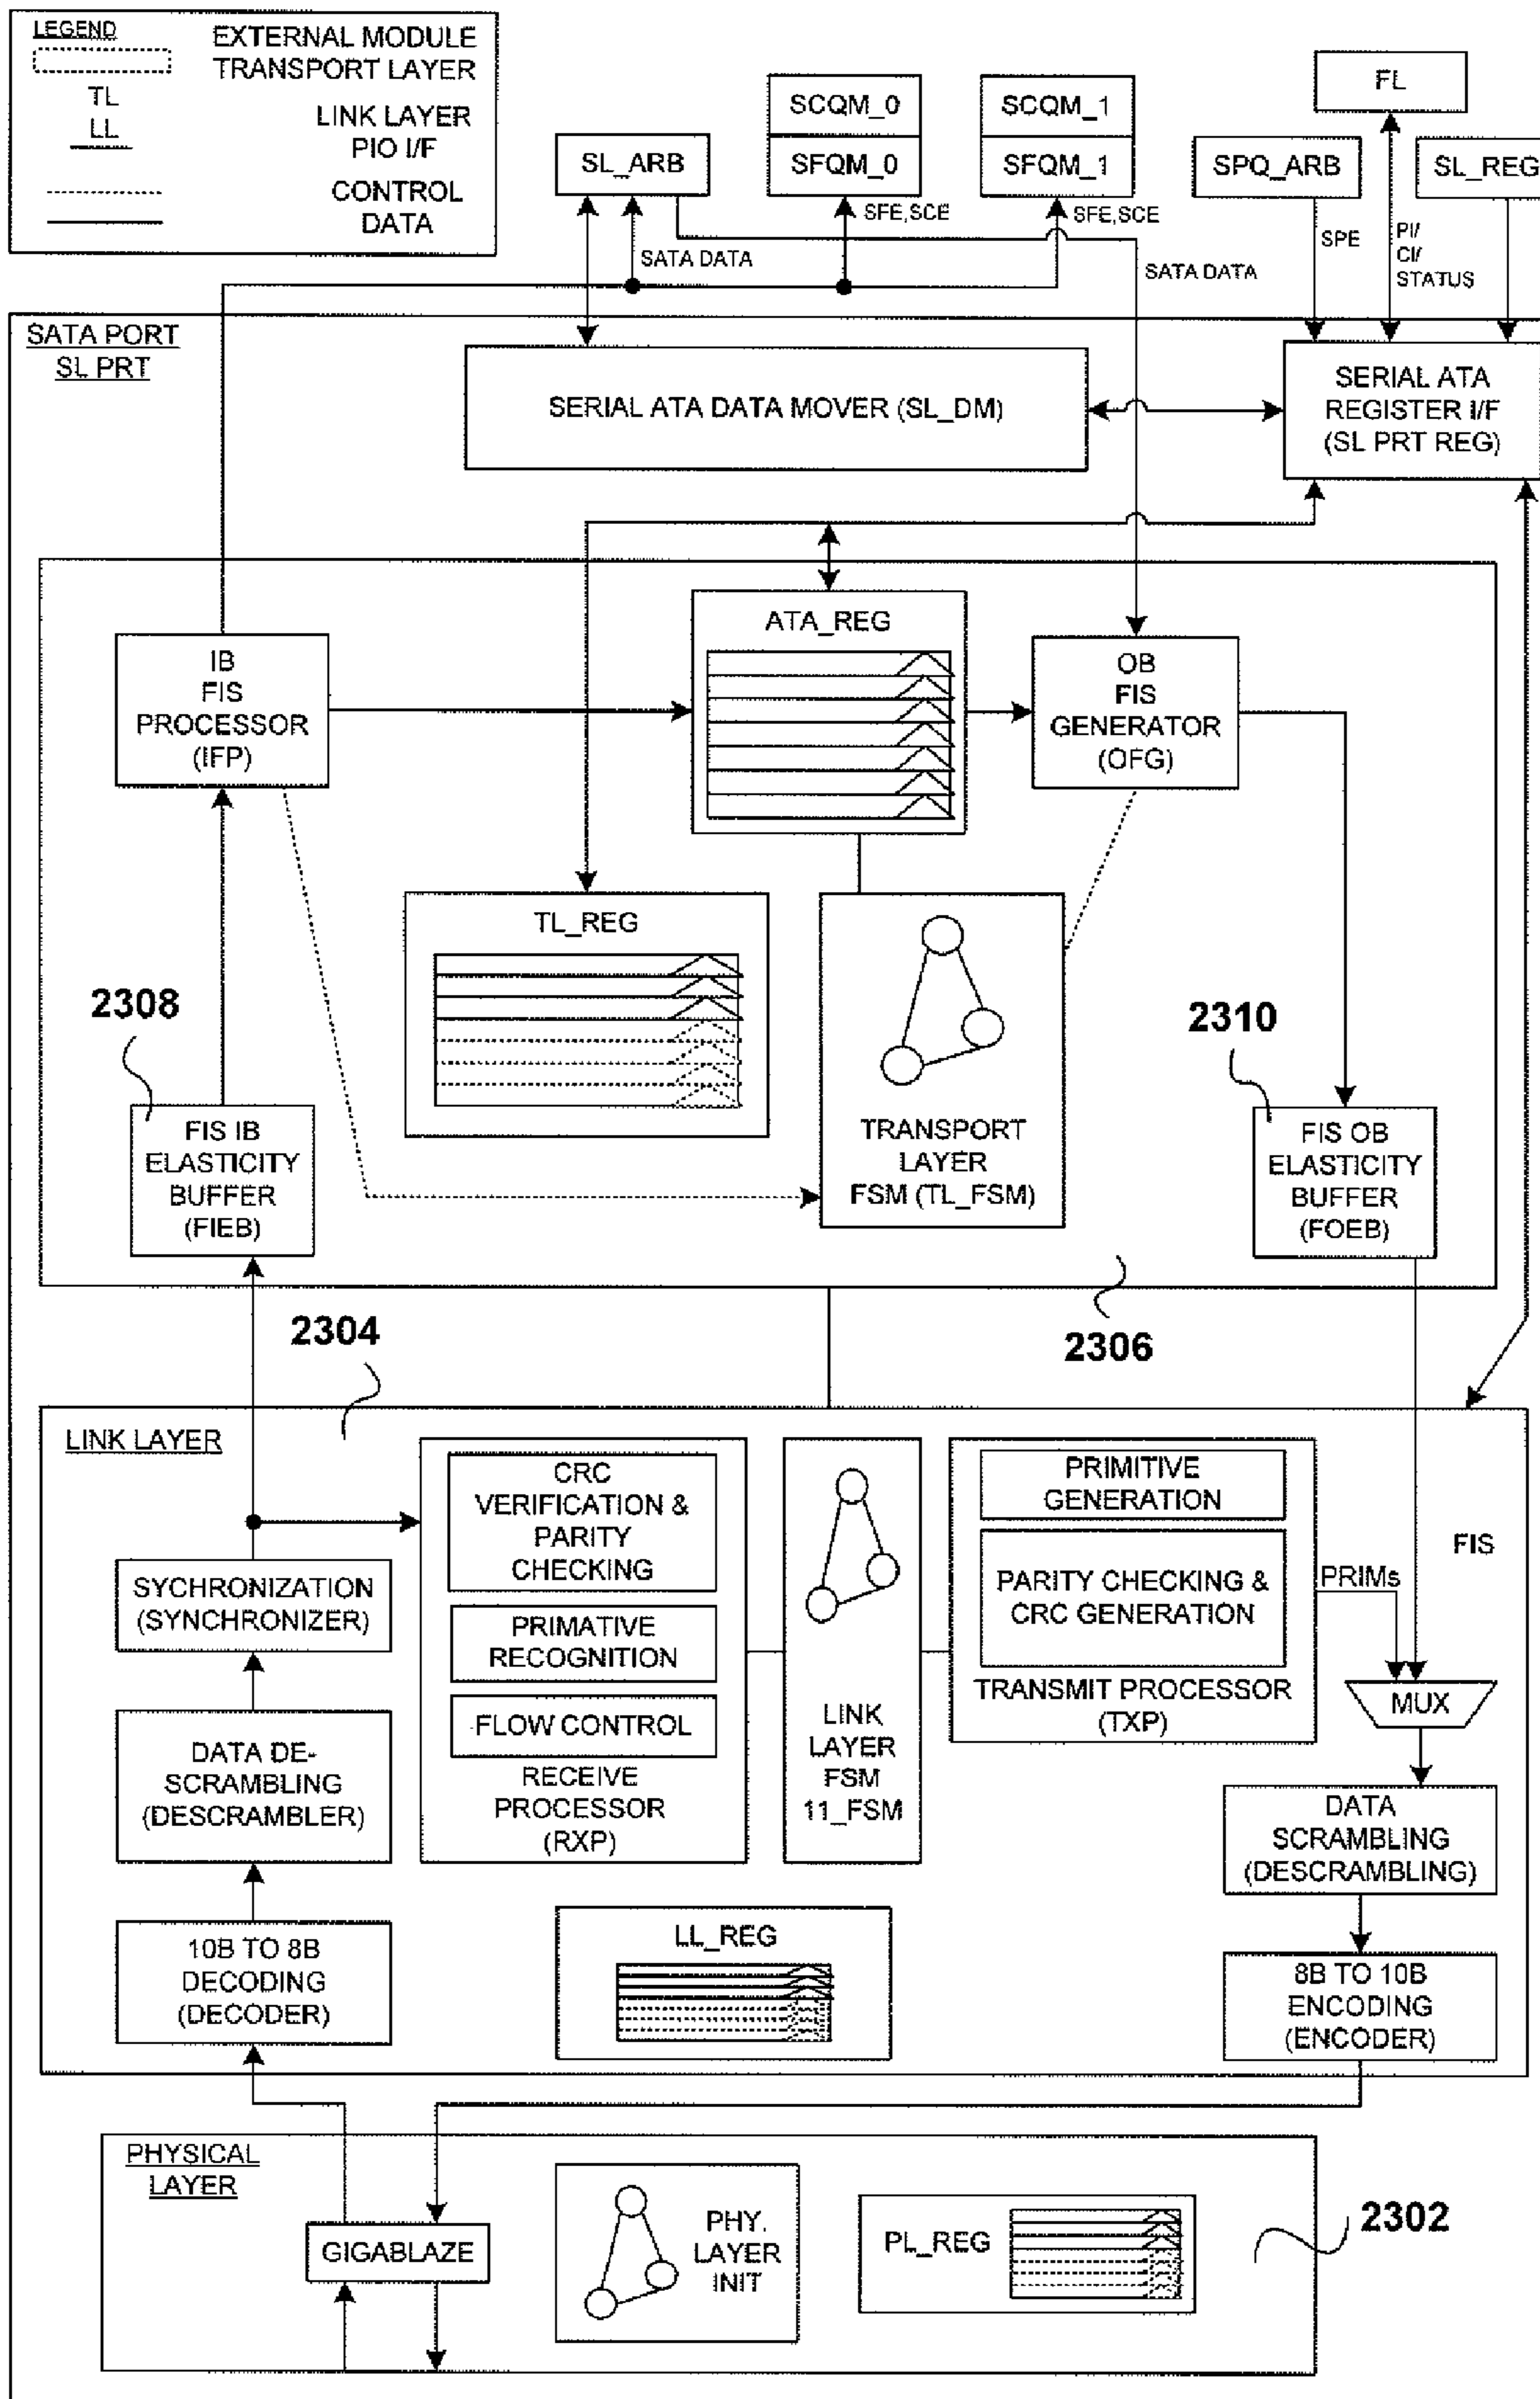 LEGEND
EXTERNAL MODULE
TRANSPORT LAYER
TL
LL
LINK LAYER
PIO I/F
CONTROL
DATA
SL_ARB
SCQM_0
SFQM_0
SCQM_1
SFQM_1
FL
SPQ_ARB
SL_REG
SFE,SCE
SFE,SCE
SATA DATA
SATA DATA
SPE
PI/
CI/
STATUS
SATA PORT
SL PRT
SERIAL ATA DATA MOVER (SL_DM)
SERIAL ATA
REGISTER I/F
(SL PRT REG)
IB
FIS
PROCESSOR
(IFP)
ATA_REG
OB
FIS
GENERATOR
(OFG)
TL_REG
2308
2310
FIS IB
ELASTICITY
BUFFER
(FIEB)
TRANSPORT
LAYER
FSM (TL_FSM)
FIS OB
ELASTICITY
BUFFER
(FOEB)
2304
2306
LINK LAYER
CRC
VERIFICATION &
PARITY
CHECKING
PRIMATIVE
RECOGNITION
FLOW CONTROL
RECEIVE
PROCESSOR
(RXP)
LINK
LAYER
FSM
11_FSM
PRIMITIVE
GENERATION
PARITY CHECKING &
CRC GENERATION
TRANSMIT PROCESSOR
(TXP)
FIS
PRIMs
MUX
SYCHRONIZATION
(SYNCHRONIZER)
DATA DE-
SCRAMBLING
(DESCRAMBLER)
DATA
SCRAMBLING
(DESCRAMBLING)
10B TO 8B
DECODING
(DECODER)
LL_REG
8B TO 10B
ENCODING
(ENCODER)
PHYSICAL
LAYER
GIGABLAZE
PHY.
LAYER
INIT
PL_REG
2302